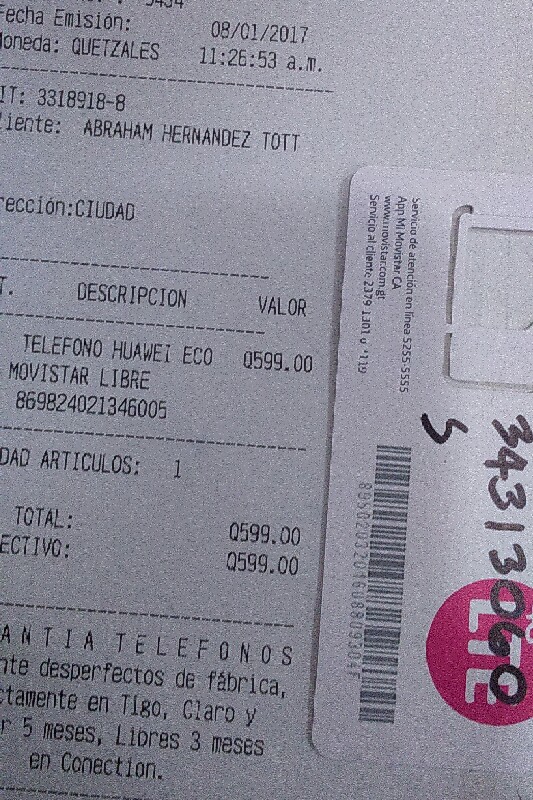 Fecha Emisión: 08/01/2017
Moneda: QUETZALES 11:26:53 a.m.
IT: 3318918-8
liente: ABRAHAM HERNANDEZ TOTT
rección:CIUDAD
T. DESCRIPCION VALOR
TELEFONO HUAWEI ECO Q599.00
MOVISTAR LIBRE
869824021346005
DAD ARTICULOS: 1
TOTAL: Q599.00
ECTIVO: Q599.00
ANTIA TELEFONOS
nte desperfectos de fábrica,
ctamente en Tigo, Claro y
r 5 meses, Libres 3 meses
en Conection.
Servicio de atención en línea 5255-5555
App Mi Movistar CA
www.movistar.com.gt
Servicio al cliente 2379 1301 o *119
S
34313060
LTE